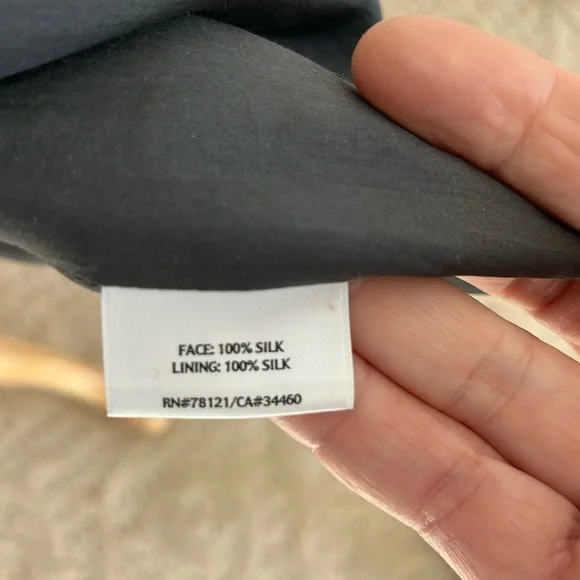 FACE: 100% SILK
LINING: 100% SILK
RN#78121/CA#34460